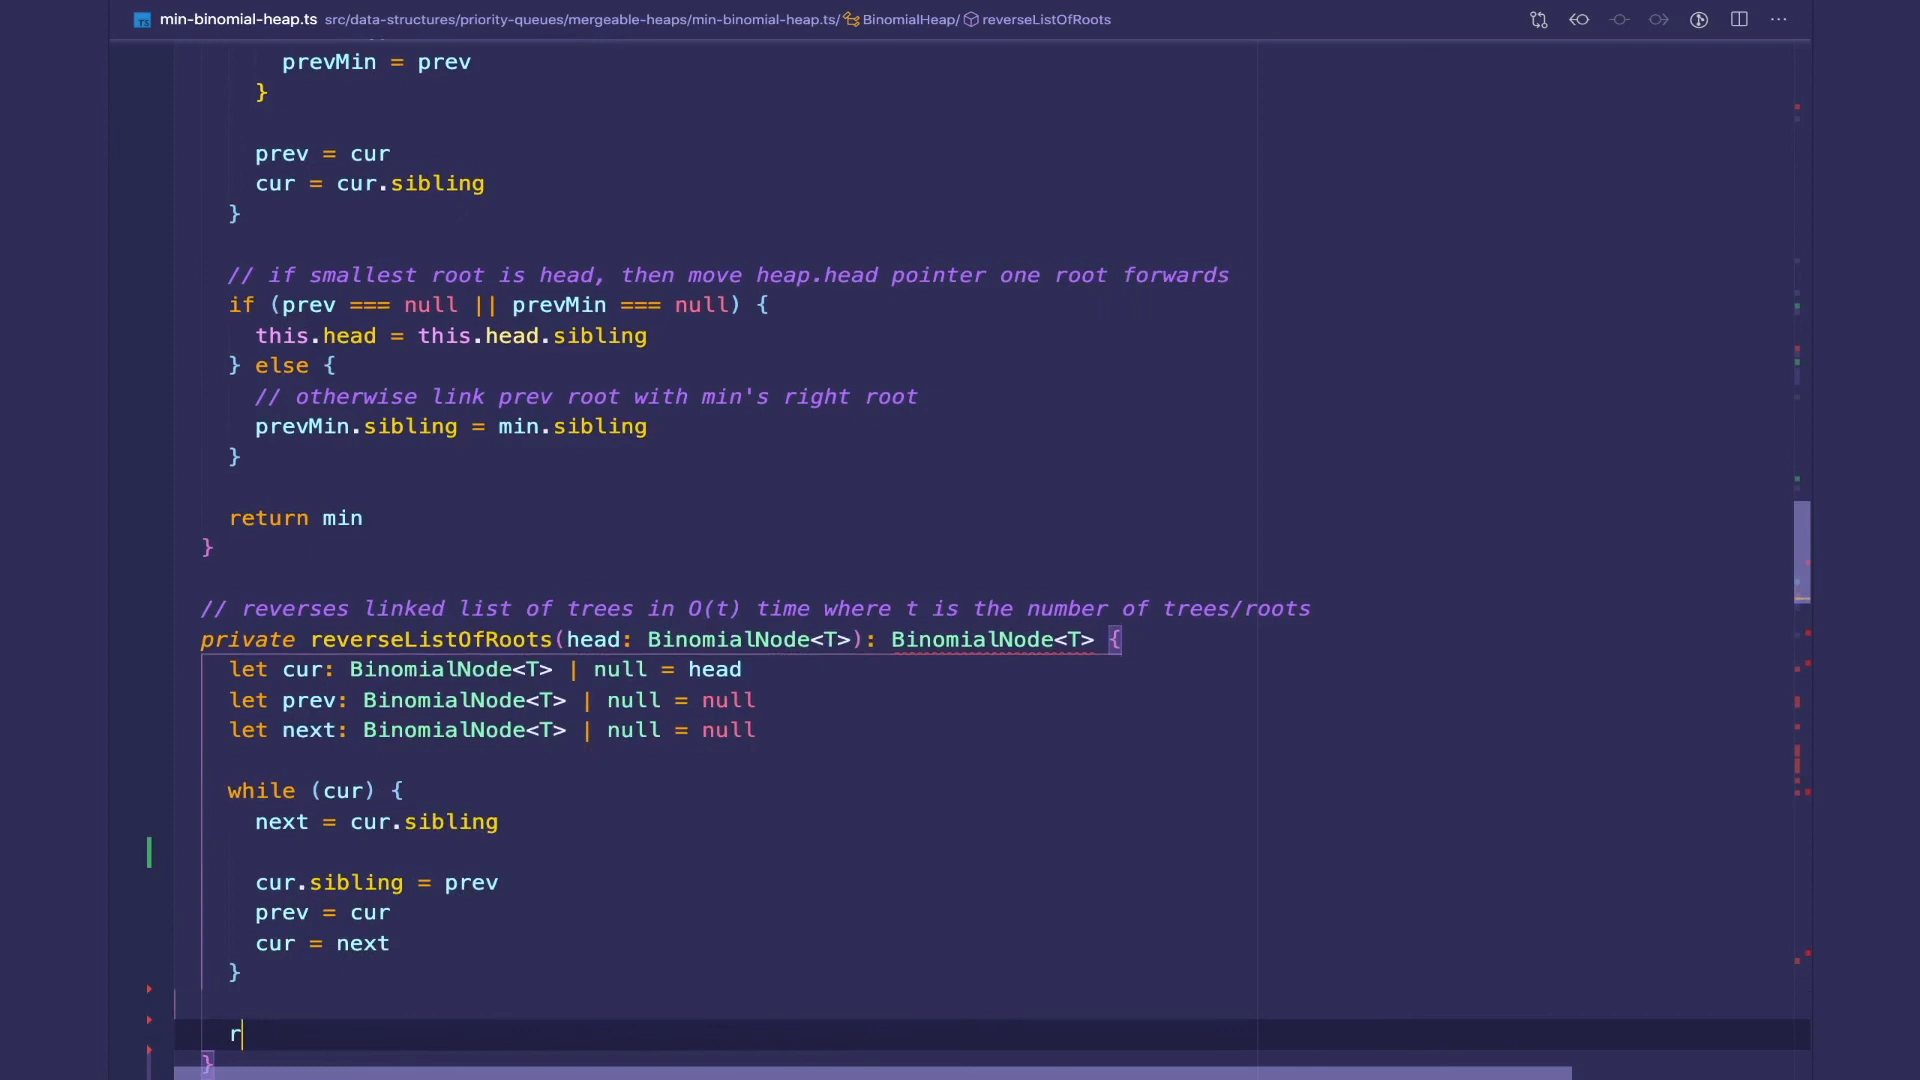 TS min-binomial-heap.ts src/data-structures/priority-queues/mergeable-heaps/min-binomial-heap.ts/ BinomialHeap/ reverseListOfRoots
prevMin = prev
}
prev = cur
cur = cur.sibling
}
// if smallest root is head, then move heap.head pointer one root forwards
if (prev === null || prevMin === null) {
this.head = this.head.sibling
} else {
// otherwise link prev root with min's right root
prevMin.sibling = min.sibling
}
return min
}
// reverses linked list of trees in O(t) time where t is the number of trees/roots
private reverseListOfRoots(head: BinomialNode<T>): BinomialNode<T> {
let cur: BinomialNode<T> | null = head
let prev: BinomialNode<T> | null = null
let next: BinomialNode<T> | null = null
while (cur) {
next = cur.sibling
cur.sibling = prev
prev = cur
cur = next
}
r
}